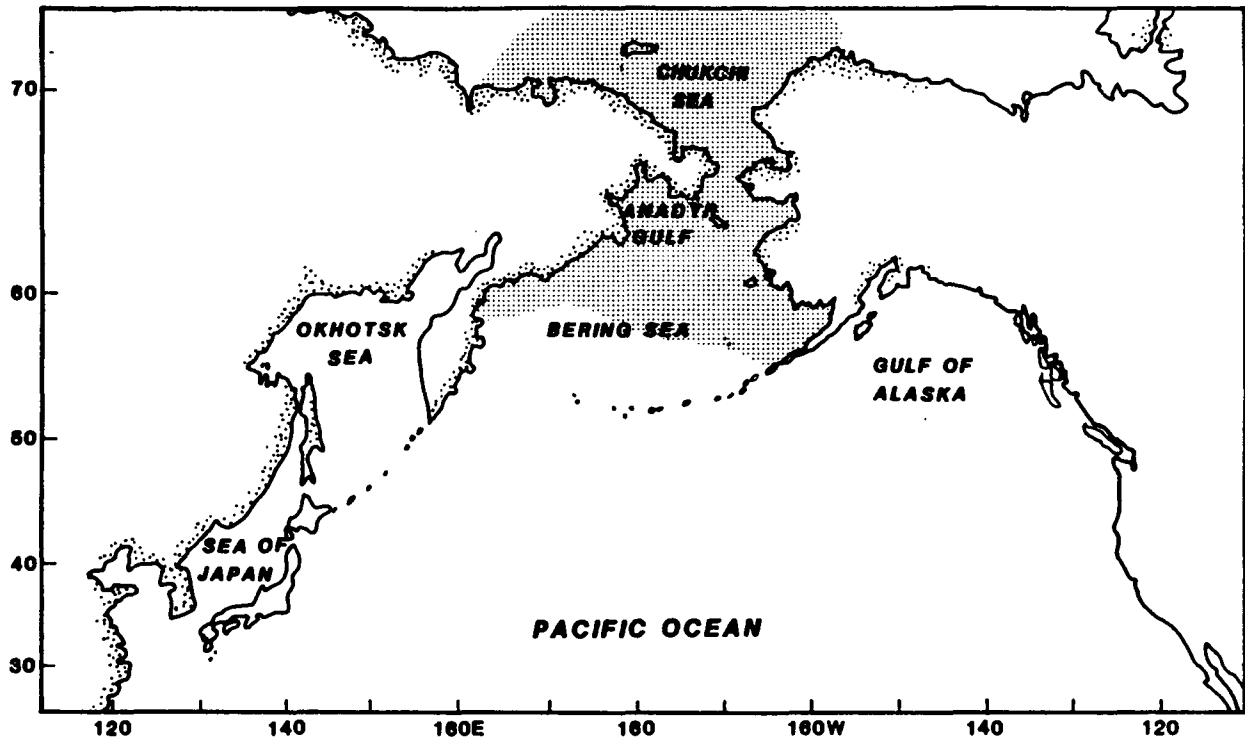 CHUKCHI
SEA
70
ANADYR
GULF
60
OKHOTSK
SEA
BERING SEA
GULF OF
ALASKA
50
SEA OF
JAPAN
40
PACIFIC OCEAN
30
120 140 160E 160 160W 140 120